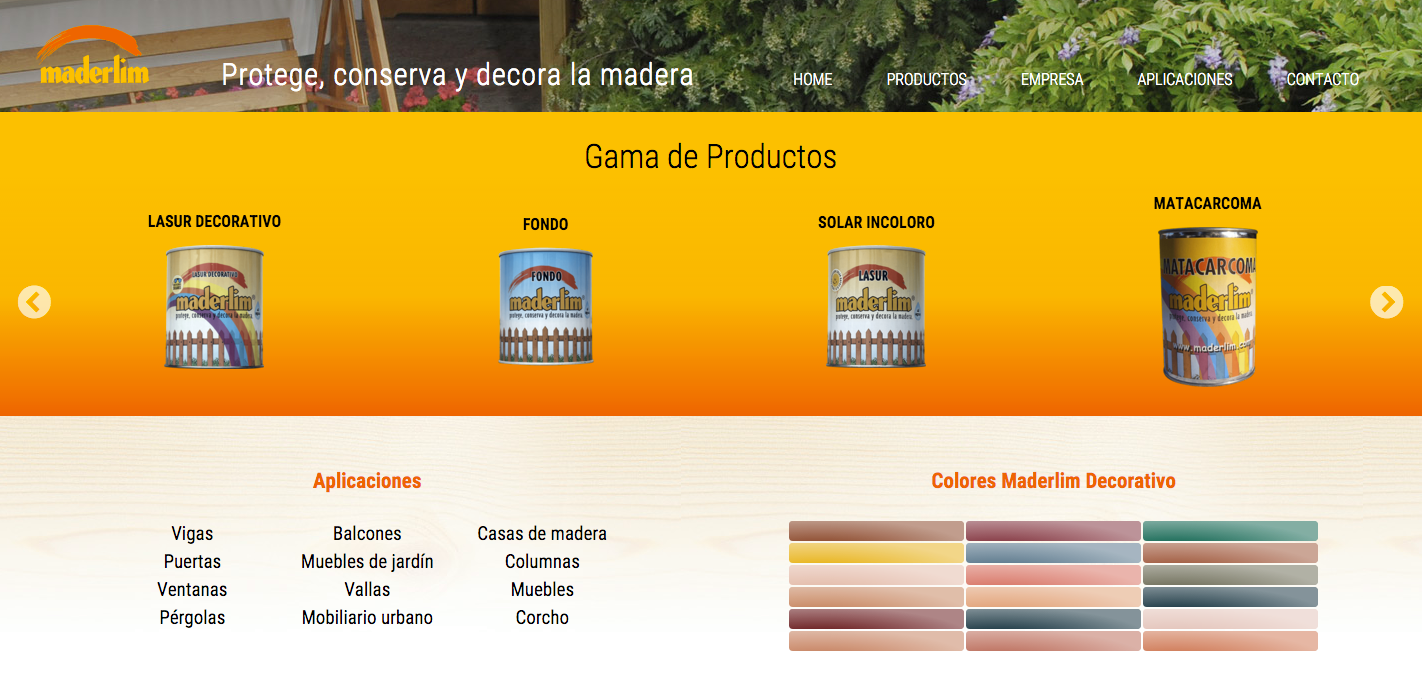 maderlim
Protege, conserva y decora la madera
HOME PRODUCTOS EMPRESA APLICACIONES CONTACTO
Gama de Productos
LASUR DECORATIVO
FONDO
SOLAR INCOLORO
MATACARCOMA
LASUR DECORATIVO
maderlim
protege, conserva y decora la madera
FONDO
maderlim
protege, conserva y decora la madera
LASUR
maderlim
protege, conserva y decora la madera
MATACARCOMA
maderlim
protege, conserva y decora la madera
www.maderlim.com
Aplicaciones
Vigas Balcones Casas de madera
Puertas Muebles de jardín Columnas
Ventanas Vallas Muebles
Pérgolas Mobiliario urbano Corcho
Colores Maderlim Decorativo